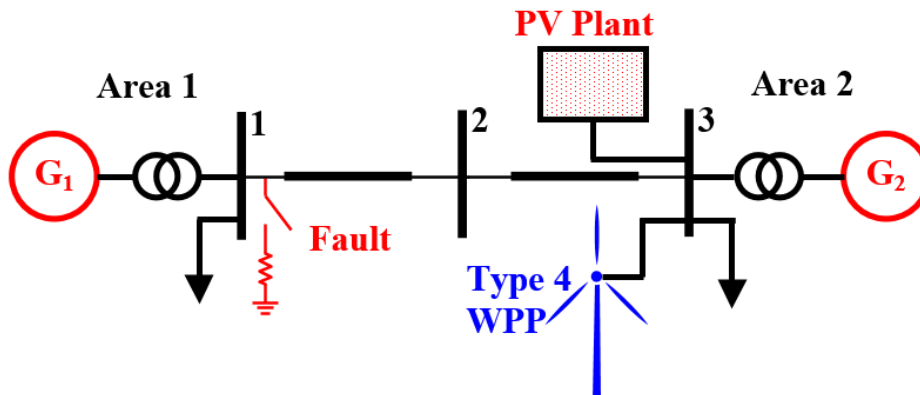 PV Plant
Area 1
Area 2
1
2
3
G₁
G₂
Fault
Type 4
WPP